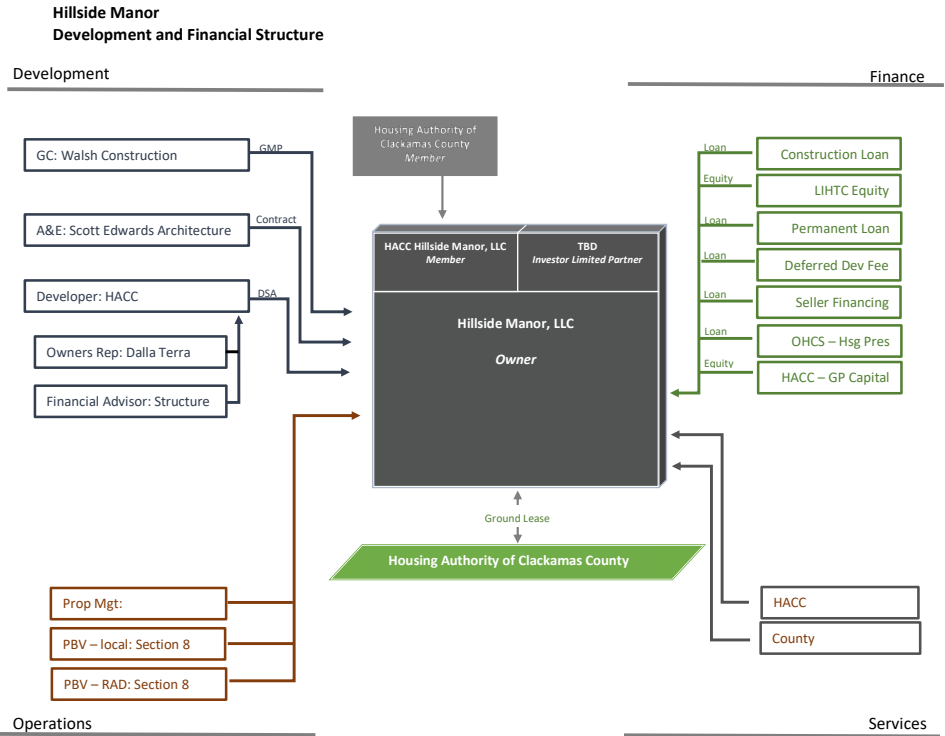 Hillside Manor
Development and Financial Structure
Development
Finance
Housing Authority of
Clackamas County
Member
GC: Walsh Construction
GMP
A&E: Scott Edwards Architecture
Contract
Developer: HACC
DSA
Owners Rep: Dalla Terra
Financial Advisor: Structure
HACC Hillside Manor, LLC
Member
TBD
Investor Limited Partner
Hillside Manor, LLC
Owner
Loan
Construction Loan
Equity
LIHTC Equity
Loan
Permanent Loan
Loan
Deferred Dev Fee
Loan
Seller Financing
Loan
OHCS – Hsg Pres
Equity
HACC – GP Capital
Ground Lease
Housing Authority of Clackamas County
Prop Mgt:
PBV – local: Section 8
PBV – RAD: Section 8
HACC
County
Operations
Services